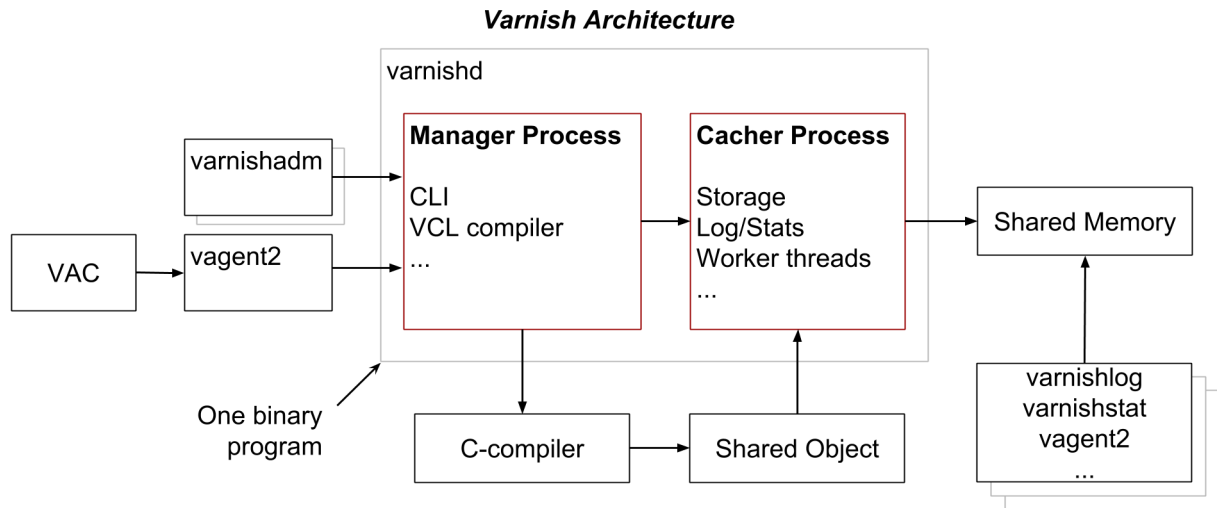 Varnish Architecture
varnishd
Manager Process
CLI
VCL compiler
...
Cacher Process
Storage
Log/Stats
Worker threads
...
varnishadm
vagent2
VAC
Shared Memory
varnishlog
varnishstat
vagent2
...
One binary
program
C-compiler
Shared Object